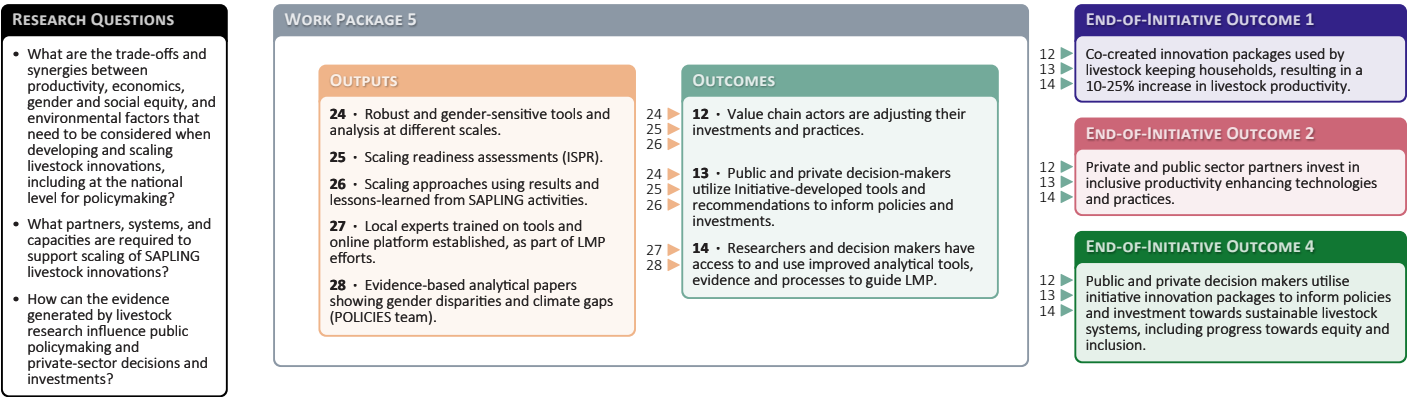 RESEARCH QUESTIONS
• What are the trade-offs and
synergies between
productivity, economics,
gender and social equity, and
environmental factors that
need to be considered when
developing and scaling
livestock innovations,
including at the national
level for policymaking?
• What partners, systems, and
capacities are required to
support scaling of SAPLING
livestock innovations?
• How can the evidence
generated by livestock
research influence public
policymaking and
private-sector decisions and
investments?
WORK PACKAGE 5
OUTPUTS
24 • Robust and gender-sensitive tools and
analysis at different scales.
25 • Scaling readiness assessments (ISPR).
26 • Scaling approaches using results and
lessons-learned from SAPLING activities.
27 • Local experts trained on tools and
online platform established, as part of LMP
efforts.
28 • Evidence-based analytical papers
showing gender disparities and climate gaps
(POLICIES team).
OUTCOMES
24
25
26
12 • Value chain actors are adjusting their
investments and practices.
24
25
26
13 • Public and private decision-makers
utilize Initiative-developed tools and
recommendations to inform policies and
investments.
27
28
14 • Researchers and decision makers have
access to and use improved analytical tools,
evidence and processes to guide LMP.
END-OF-INITIATIVE OUTCOME 1
12
13
14
Co-created innovation packages used by
livestock keeping households, resulting in a
10-25% increase in livestock productivity.
END-OF-INITIATIVE OUTCOME 2
12
13
14
Private and public sector partners invest in
inclusive productivity enhancing technologies
and practices.
END-OF-INITIATIVE OUTCOME 4
12
13
14
Public and private decision makers utilise
initiative innovation packages to inform policies
and investment towards sustainable livestock
systems, including progress towards equity and
inclusion.